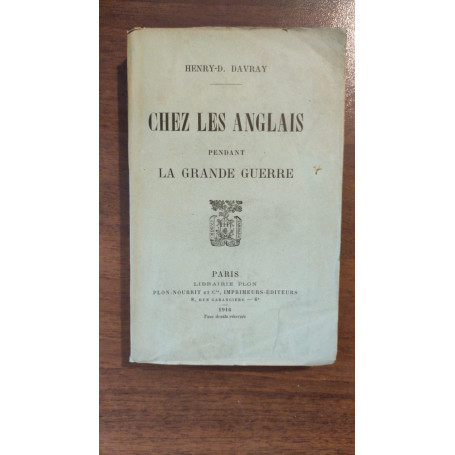 HENRY-D. DAVRAY
CHEZ LES ANGLAIS
PENDANT
LA GRANDE GUERRE
PARIS
LIBRAIRIE PLON
PLON-NOURRIT ET Cie, IMPRIMEURS-ÉDITEURS
8, RUE GARANCIÈRE — 6e
1916
Tous droits réservés